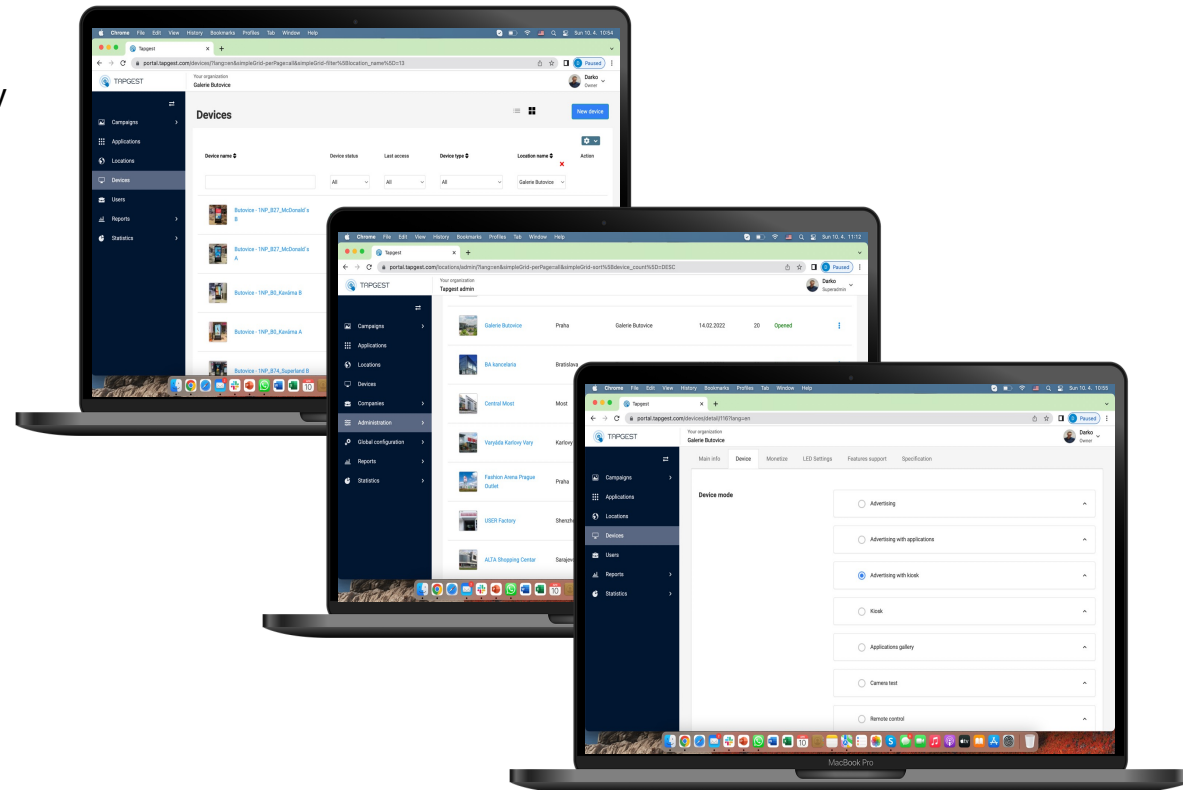 y
Chrome File Edit View History Bookmarks Profiles Tab Window Help Sun 10. 4. 10:54
Tapgest
portal.tapgest.com/devices/?lang=en&simpleGrid-perPage=all&simpleGrid-filter%5Blocation_name%5D=13 Paused
TAPGEST
Your organization
Galerie Butovice
Darko
Owner
Campaigns
Applications
Locations
Devices
Users
Reports
Statistics
Devices
New device
Device name Device status Last access Device type Location name Action
All All All Galerie Butovice
Butovice - 1NP_B27_McDonald´s B
Butovice - 1NP_B27_McDonald´s A
Butovice - 1NP_B0_Kavárna B
Butovice - 1NP_B0_Kavárna A
Butovice - 1NP_B74_Superland B
Chrome File Edit View History Bookmarks Profiles Tab Window Help Sun 10. 4. 11:12
Tapgest
portal.tapgest.com/locations/admin/?lang=en&simpleGrid-perPage=all&simpleGrid-sort%5Bdevice_count%5D=DESC Paused
TAPGEST
Your organization
Tapgest admin
Darko
Superadmin
Campaigns
Applications
Locations
Devices
Companies
Administration
Global configuration
Reports
Statistics
Galerie Butovice Praha Galerie Butovice 14.02.2022 20 Opened
BA kancelaria Bratislava
Central Most Most
Varyáda Karlovy Vary Karlovy
Fashion Arena Prague Outlet Praha
USER Factory
ALTA Shopping Center
Chrome File Edit View History Bookmarks Profiles Tab Window Help Sun 10. 4. 10:55
Tapgest
portal.tapgest.com/devices/detail/116?lang=en Paused
TAPGEST
Your organization
Galerie Butovice
Darko
Owner
Main info Device Monetize LED Settings Features support Specification
Campaigns
Applications
Locations
Devices
Users
Reports
Statistics
Device mode
Advertising
Advertising with applications
Advertising with kiosk
Kiosk
Applications gallery
Camera test
Remote control
MacBook Pro